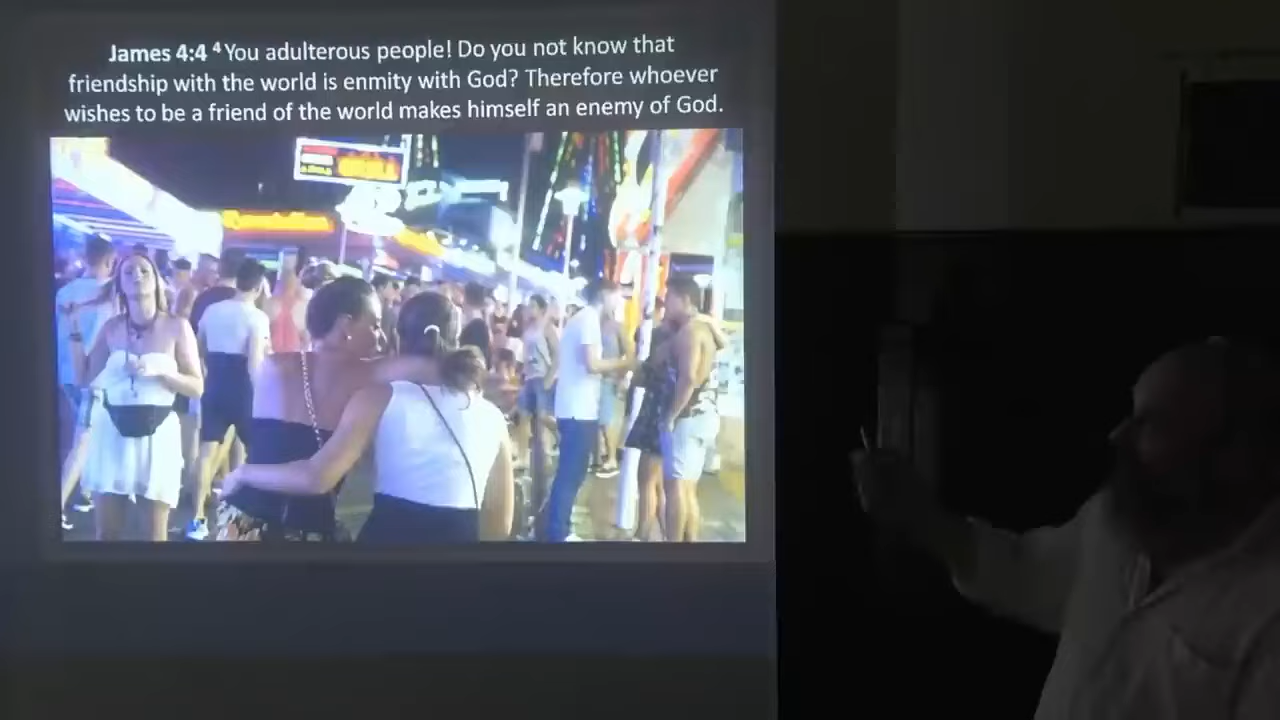 James 4:4 ⁴ You adulterous people! Do you not know that
friendship with the world is enmity with God? Therefore whoever
wishes to be a friend of the world makes himself an enemy of God.